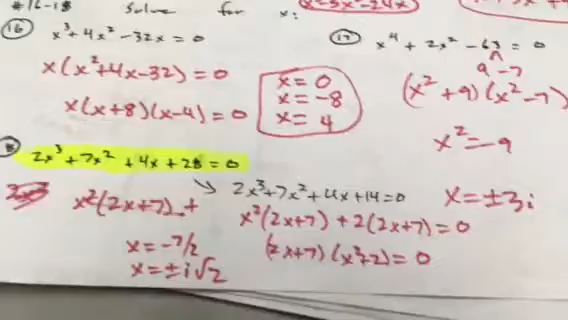 #16-18 Solve for x:
x=3x-24x
16 x³+4x²-32x=0
x(x²+4x-32)=0
x(x+8)(x-4)=0
x=0
x=-8
x=4
17 x⁴+2x²-63=0
9 -7
(x²+9)(x²-7)
x²=-9
x=±3i
8 2x³+7x²+4x+28=0
2x³+7x²+4x+14=0
x²(2x+7)+
x²(2x+7)+2(2x+7)=0
(2x+7)(x²+2)=0
x=-7/2
x=±i√2